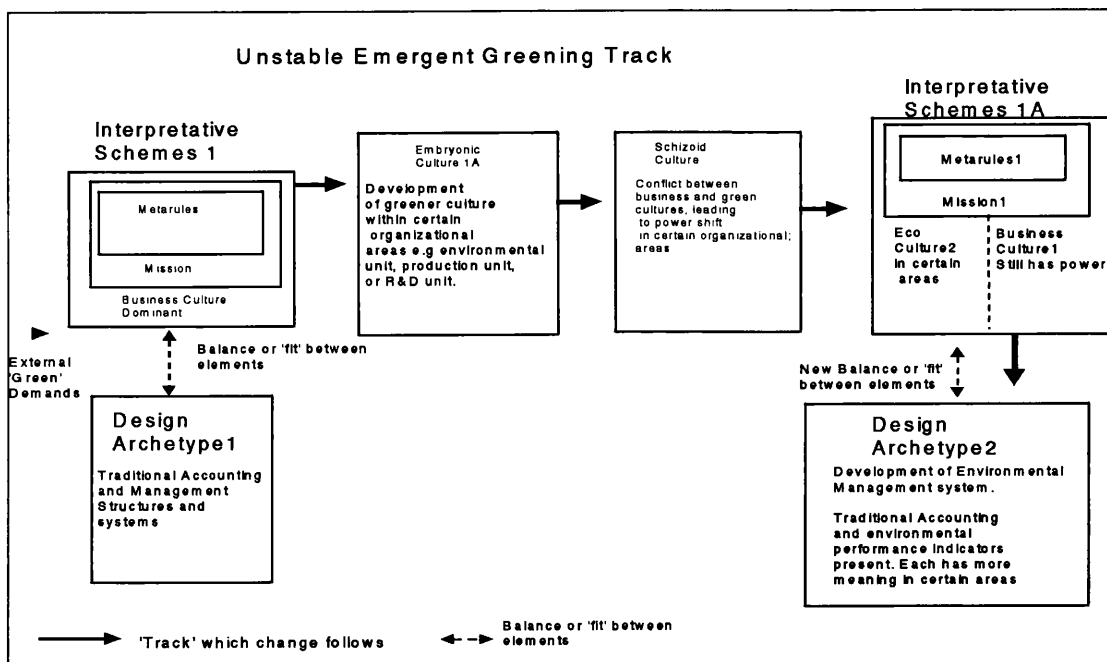 Unstable Emergent Greening Track
Interpretative
Schemes 1
Metarules
Mission
Business Culture
Dominant
External
'Green'
Demands
Balance or 'fit' between
elements
Design
Archetype1
Traditional Accounting
and Management
Structures and
systems
Embryonic
Culture 1A
Development
of greener culture
within certain
organizational
areas e.g environmental
unit, production unit,
or R&D unit.
Schizoid
Culture
Conflict between
business and green
cultures, leading
to power shift
in certain organizational;
areas
Interpretative
Schemes 1A
Metarules1
Mission1
Eco
Culture2
in certain
areas
Business
Culture1
Still has power
New Balance or 'fit'
between elements
Design
Archetype2
Development of Environmental
Management system.
Traditional Accounting
and environmental
performance indicators
present. Each has more
meaning in certain areas
'Track' which change follows
Balance or 'fit' between
elements